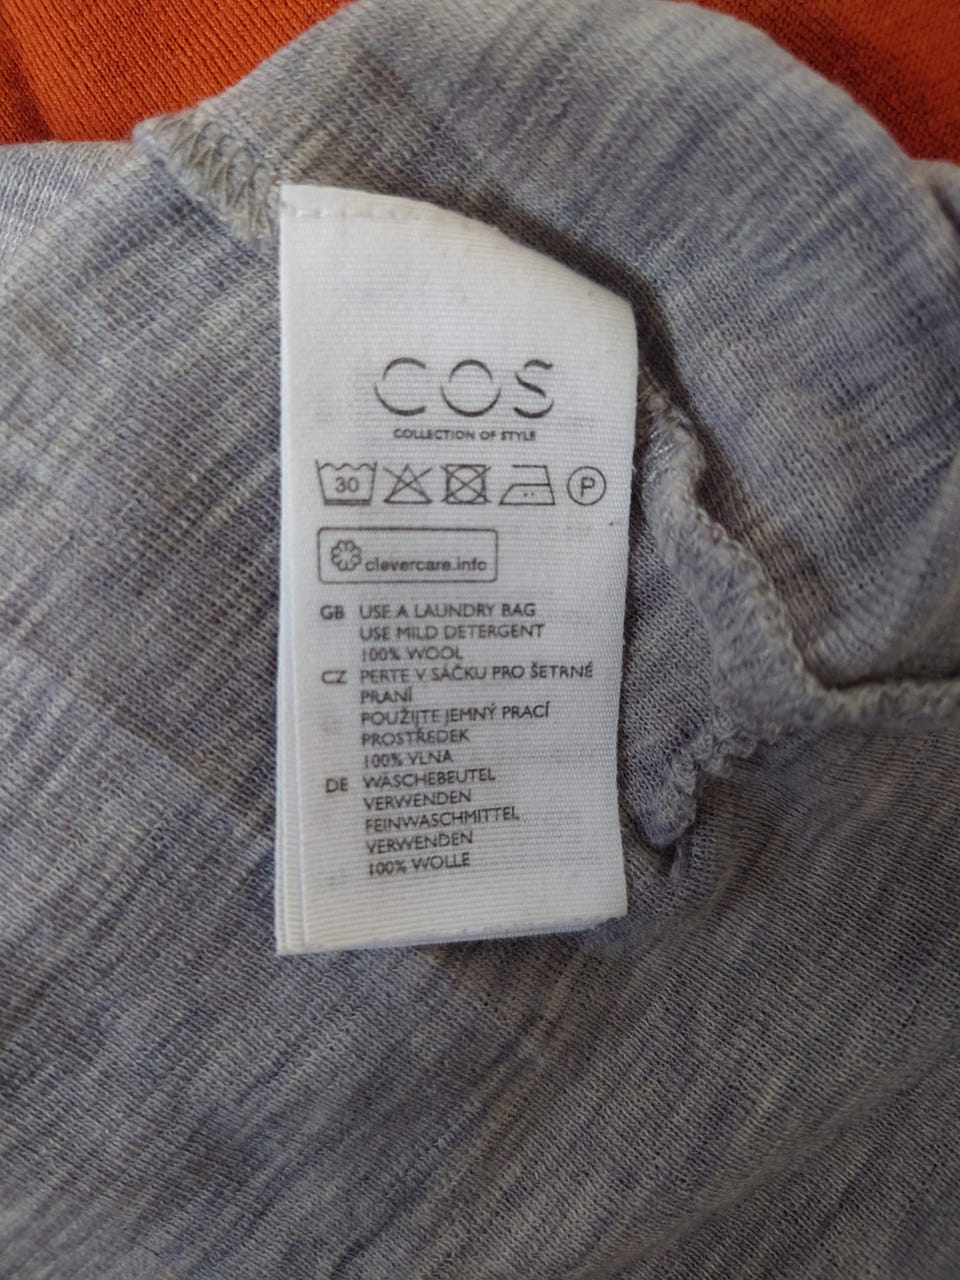 COS
COLLECTION OF STYLE
30 P
clevercare.info
GB USE A LAUNDRY BAG
USE MILD DETERGENT
100% WOOL
CZ PERTE V SÁČKU PRO ŠETRNÉ
PRANÍ
POUŽIJTE JEMNÝ PRACÍ
PROSTŘEDEK
100% VLNA
DE WÄSCHEBEUTEL
VERWENDEN
FEINWASCHMITTEL
VERWENDEN
100% WOLLE